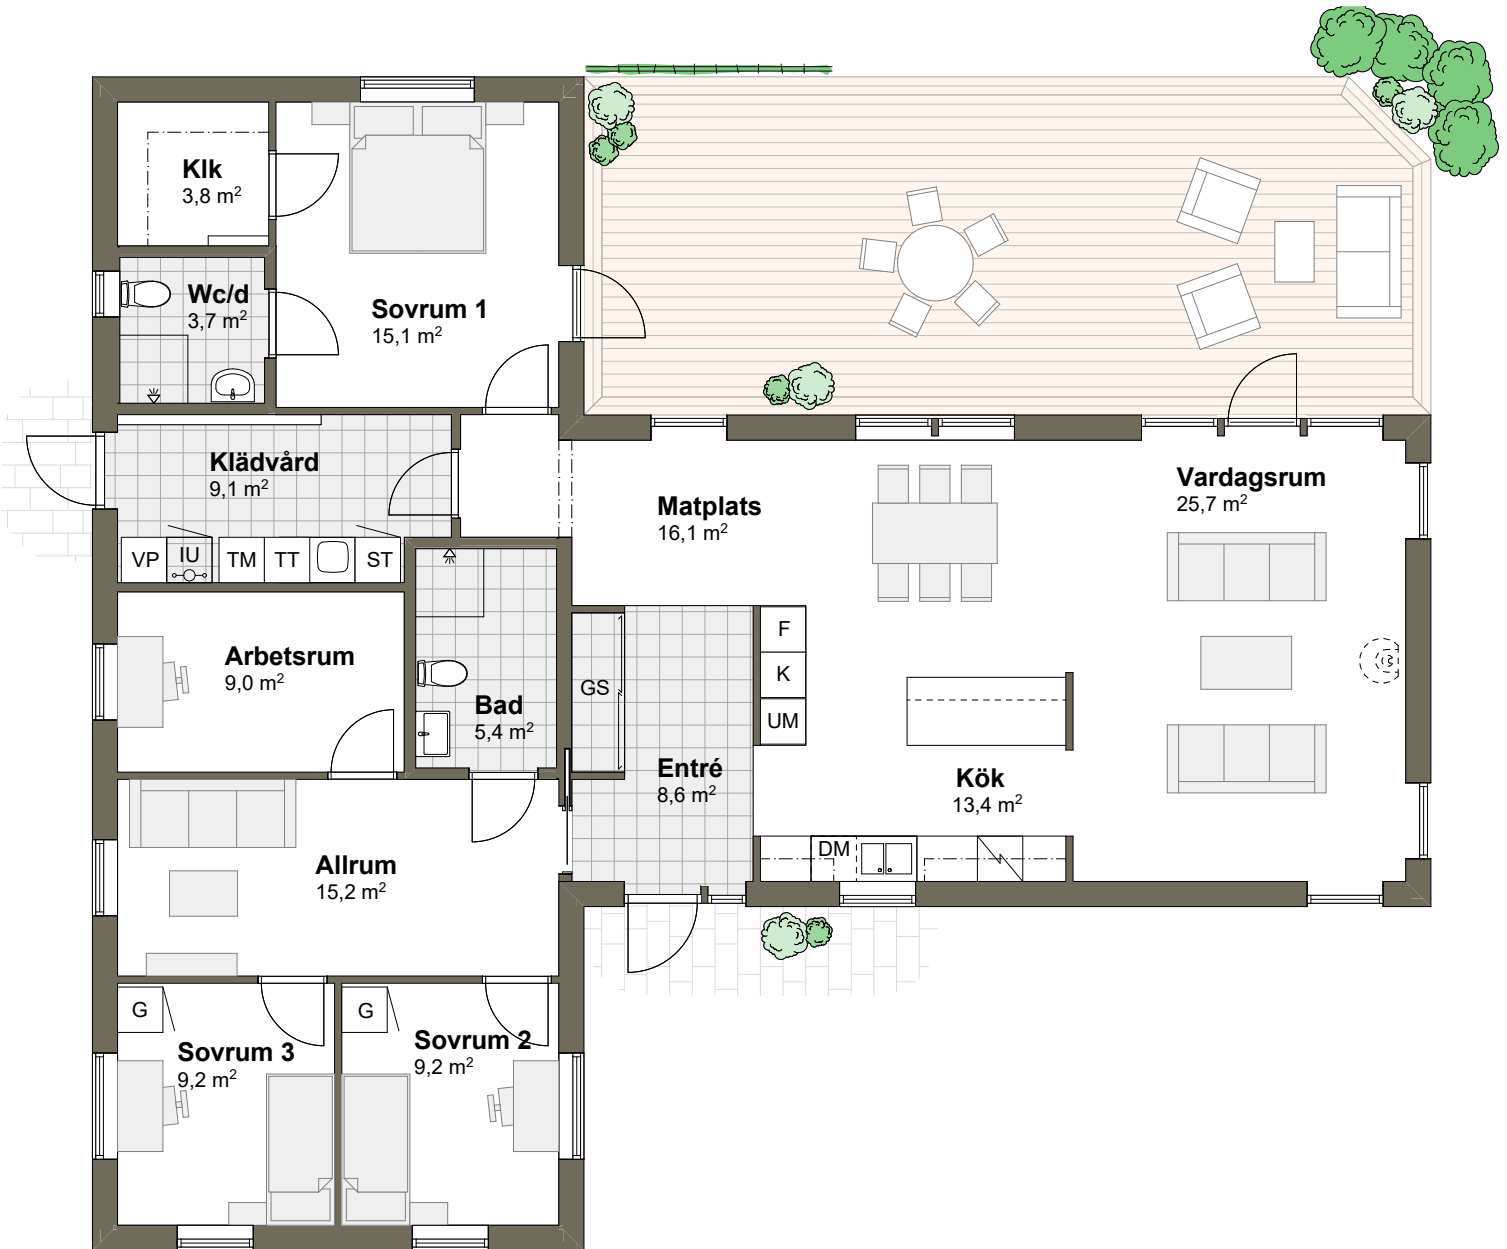 Klk
3,8 m²
Wc/d
3,7 m²
Sovrum 1
15,1 m²
Klädvård
9,1 m²
VP
IU
TM
TT
ST
Matplats
16,1 m²
Vardagsrum
25,7 m²
Arbetsrum
9,0 m²
Bad
5,4 m²
GS
F
K
UM
Entré
8,6 m²
Kök
13,4 m²
DM
Allrum
15,2 m²
G
Sovrum 3
9,2 m²
G
Sovrum 2
9,2 m²